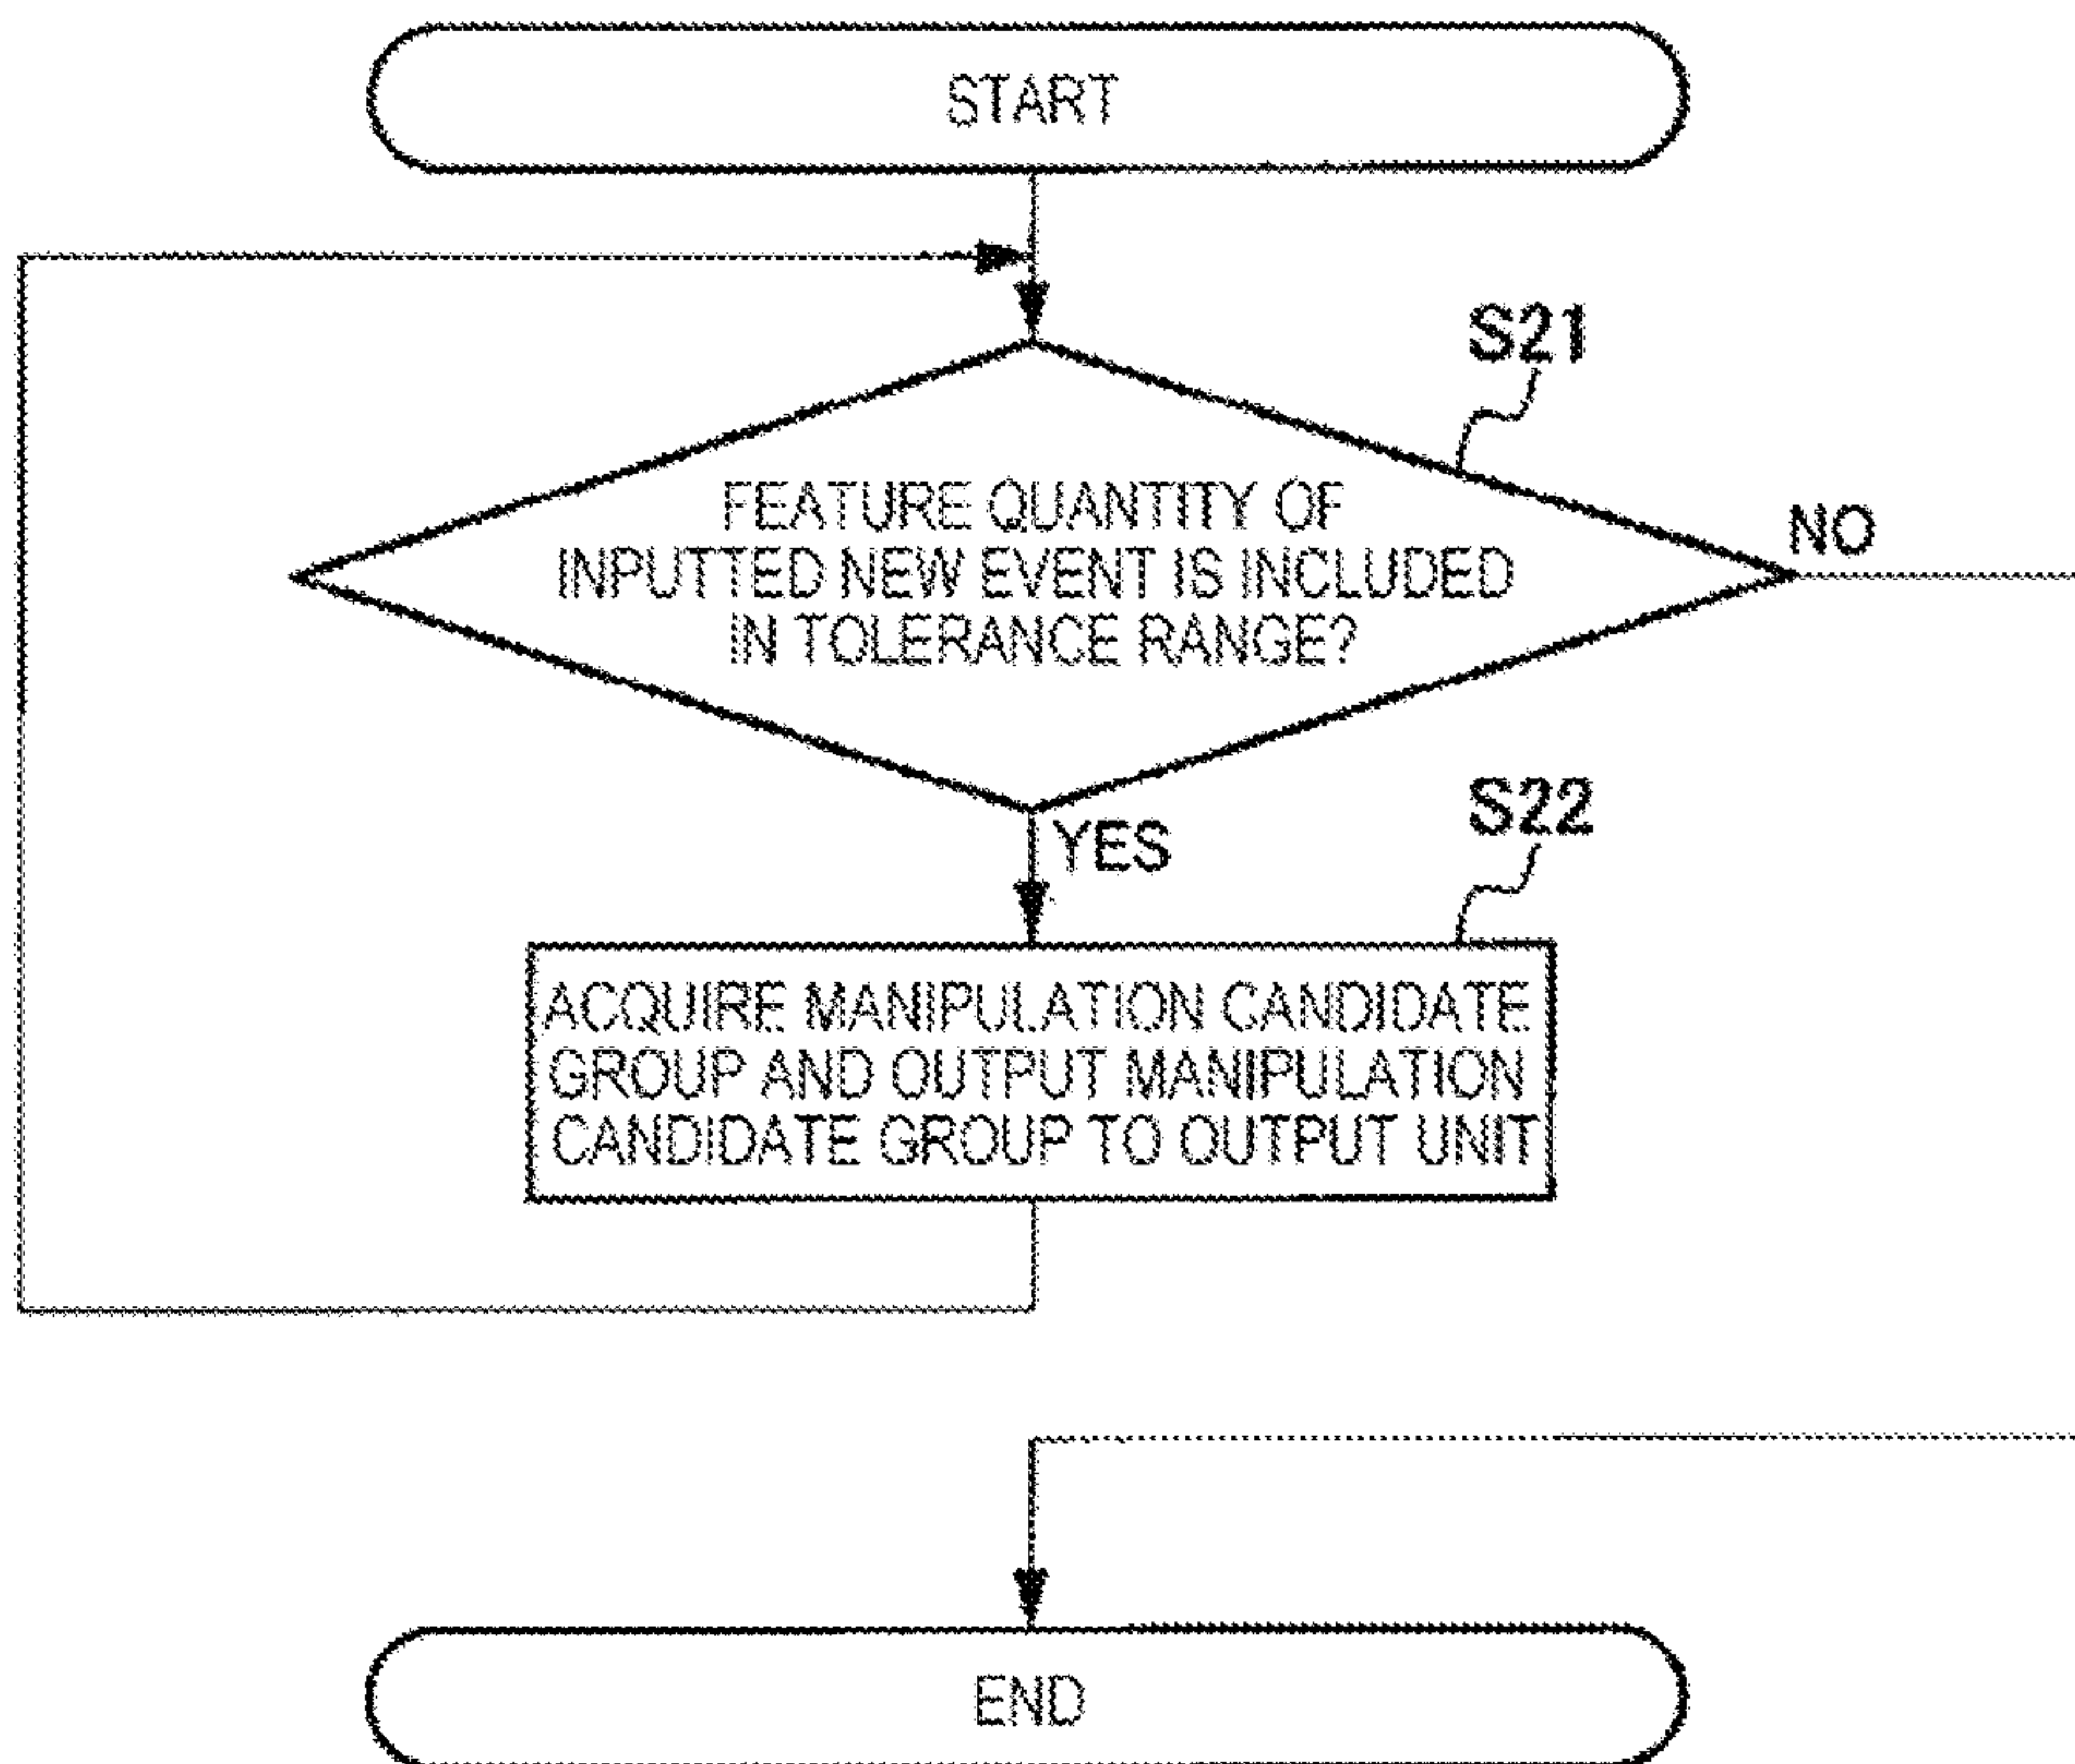 START
S21
FEATURE QUANTITY OF
INPUTTED NEW EVENT IS INCLUDED
IN TOLERANCE RANGE?
NO
YES
S22
ACQUIRE MANIPULATION CANDIDATE
GROUP AND OUTPUT MANIPULATION
CANDIDATE GROUP TO OUTPUT UNIT
END